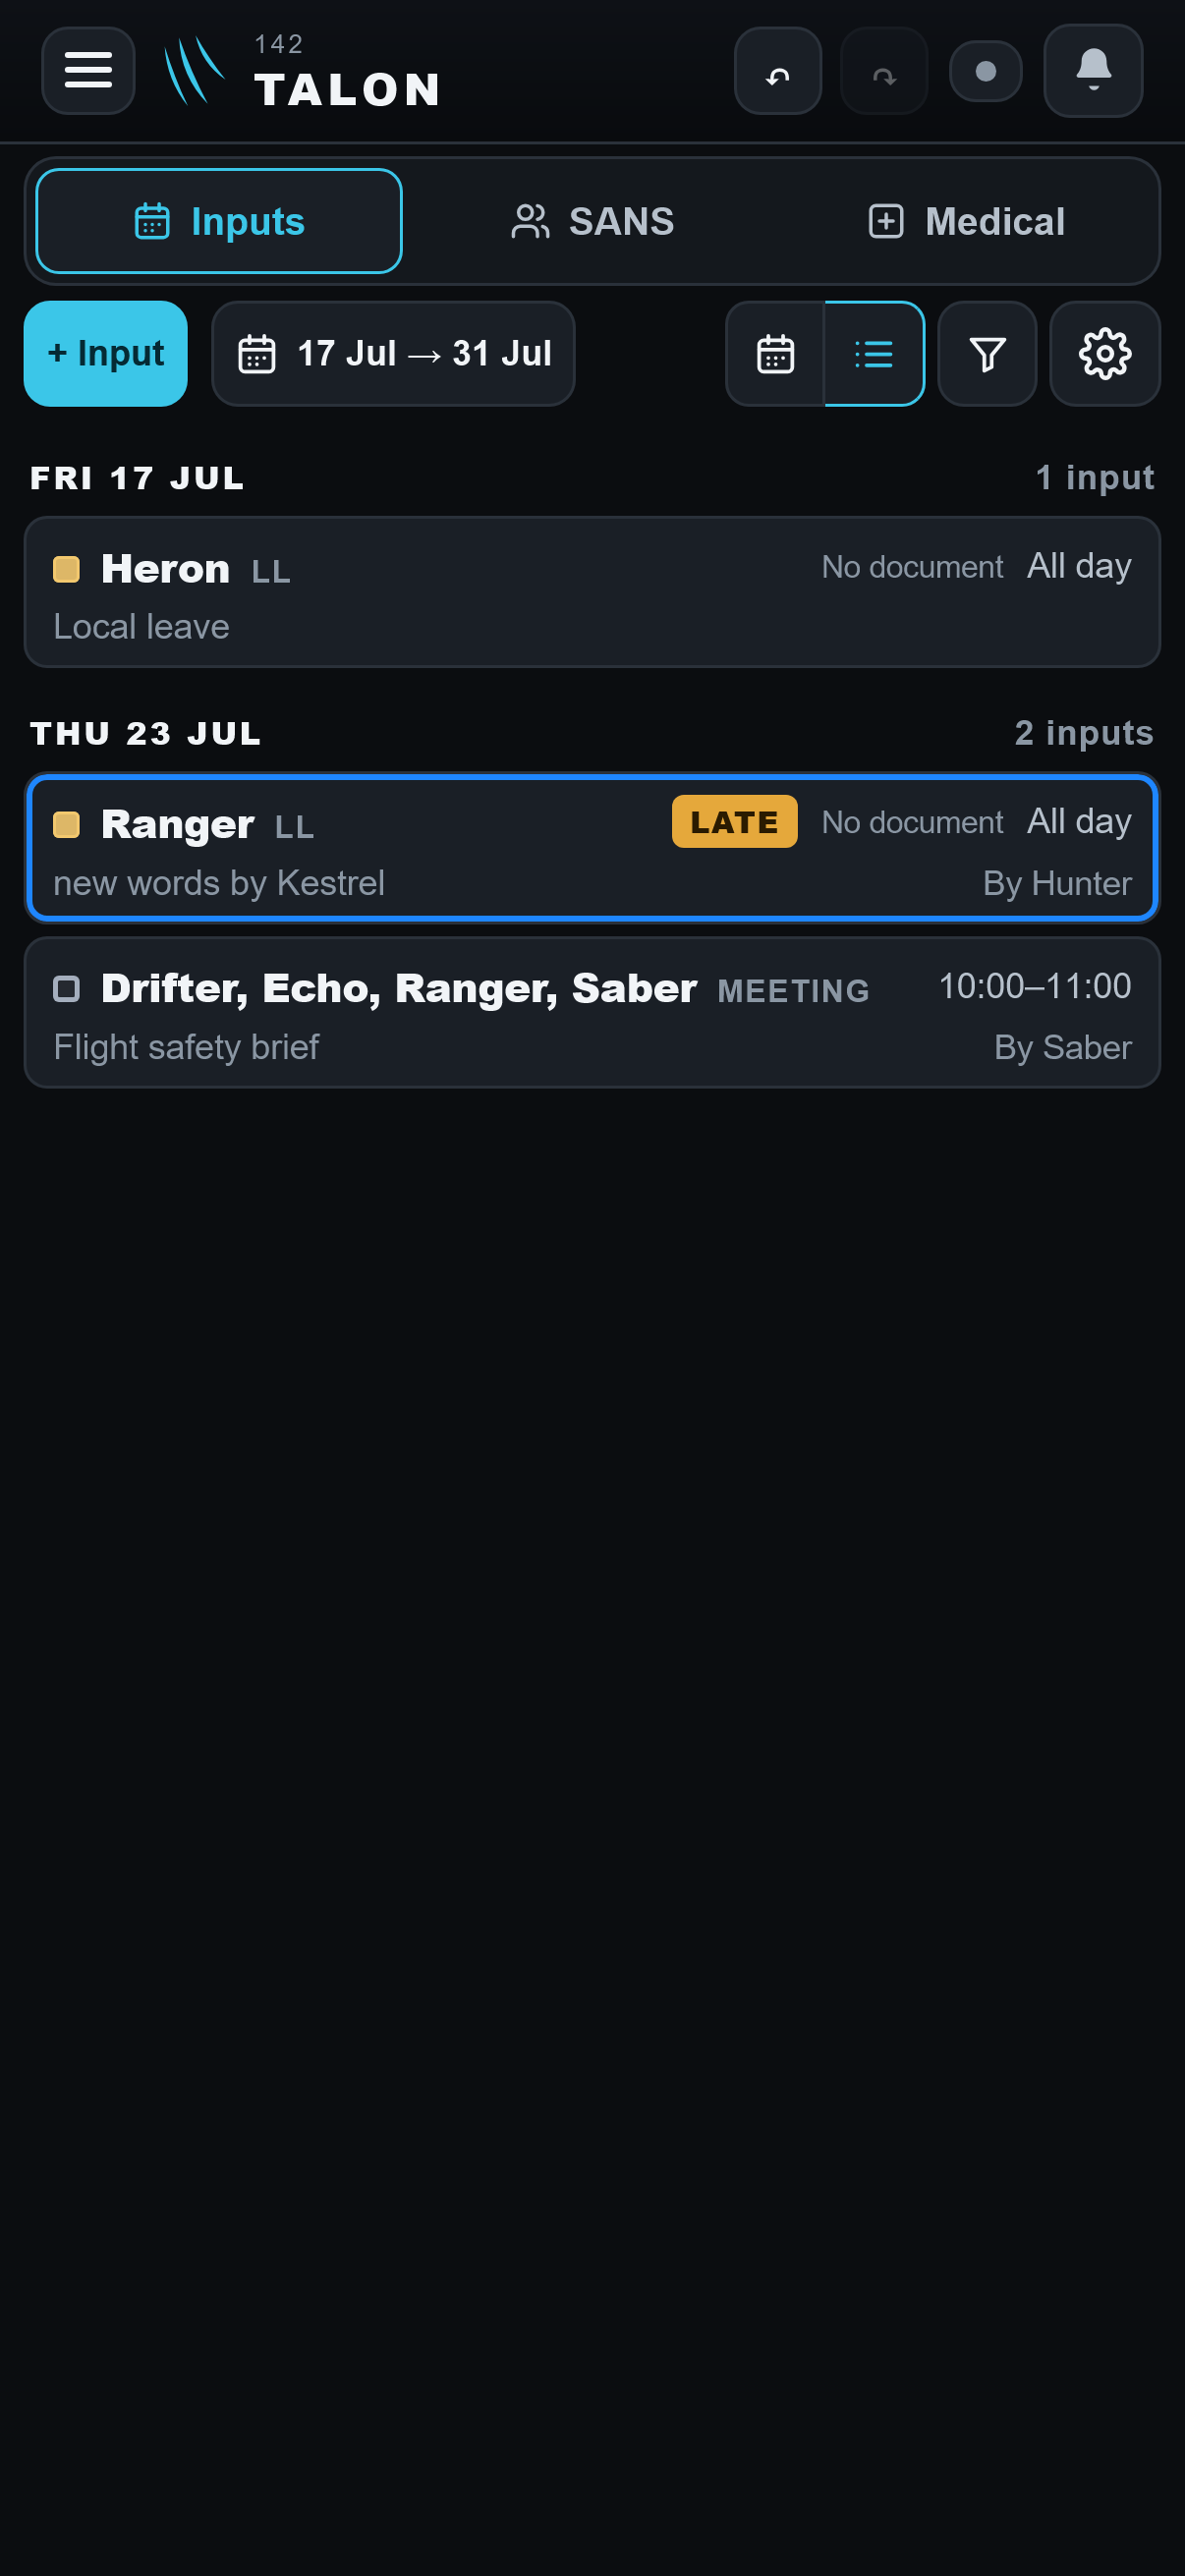 142
TALON
Inputs
SANS
Medical
+ Input
17 Jul → 31 Jul
FRI 17 JUL
1 input
Heron LL
No document All day
Local leave
THU 23 JUL
2 inputs
Ranger LL
LATE No document All day
new words by Kestrel
By Hunter
Drifter, Echo, Ranger, Saber MEETING
10:00–11:00
Flight safety brief
By Saber